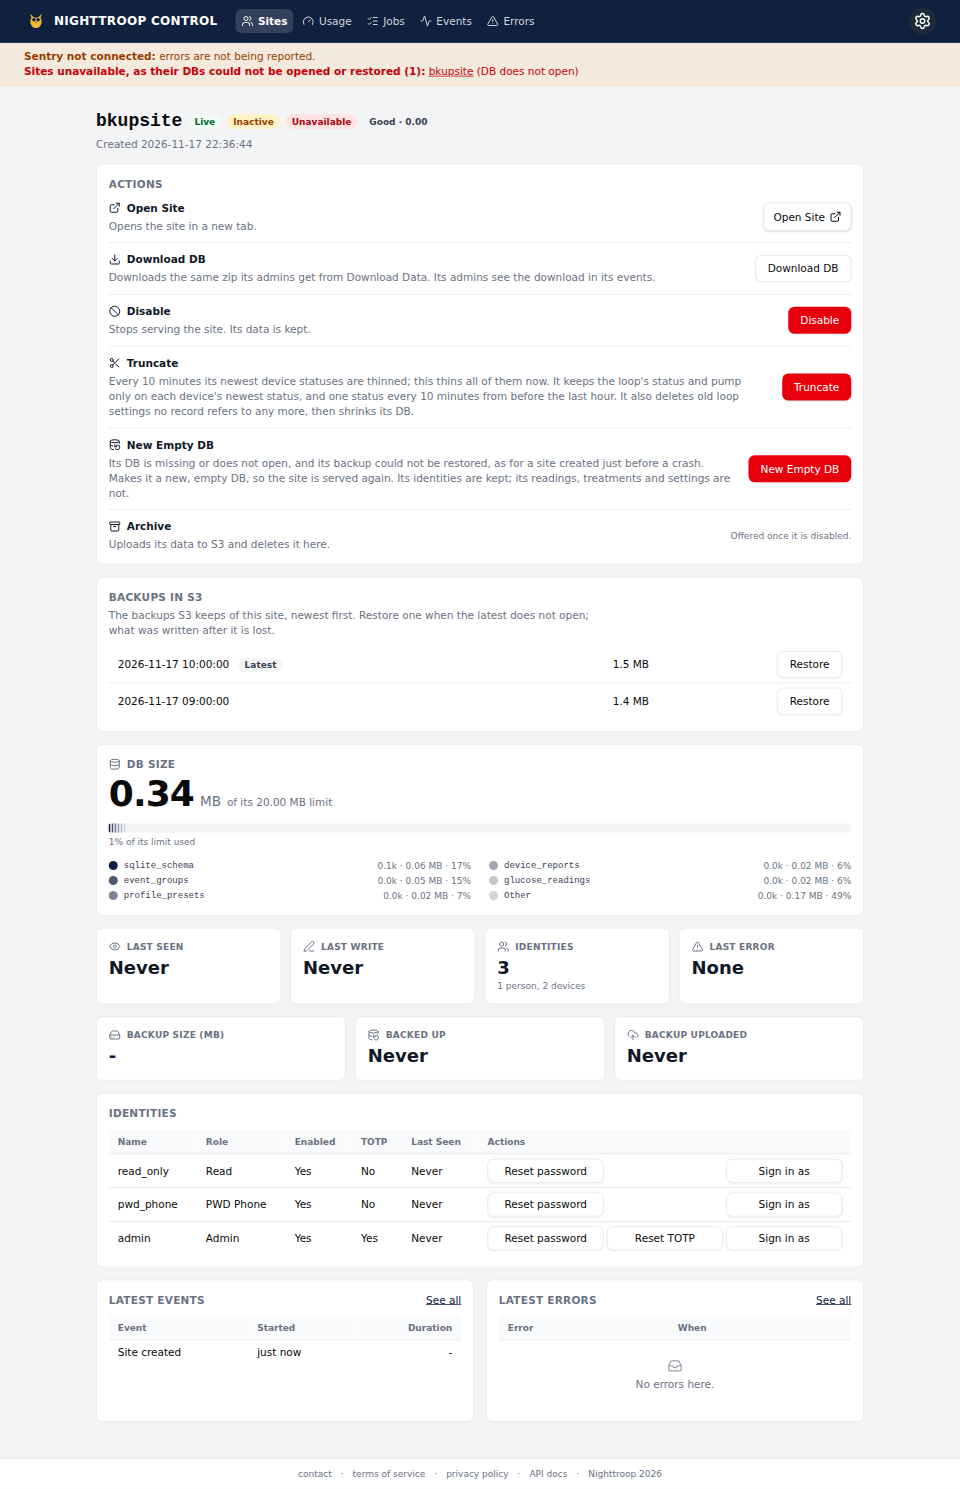 NIGHTTROOP CONTROL Sites Usage Jobs Events Errors
Sentry not connected: errors are not being reported.
Sites unavailable, as their DBs could not be opened or restored (1): bkupsite (DB does not open)
bkupsite Live Inactive Unavailable Good · 0.00
Created 2026-11-17 22:36:44
ACTIONS
Open Site
Opens the site in a new tab.
Open Site
Download DB
Downloads the same zip its admins get from Download Data. Its admins see the download in its events.
Download DB
Disable
Stops serving the site. Its data is kept.
Disable
Truncate
Every 10 minutes its newest device statuses are thinned; this thins all of them now. It keeps the loop's status and pump
only on each device's newest status, and one status every 10 minutes from before the last hour. It also deletes old loop
settings no record refers to any more, then shrinks its DB.
Truncate
New Empty DB
Its DB is missing or does not open, and its backup could not be restored, as for a site created just before a crash.
Makes it a new, empty DB, so the site is served again. Its identities are kept; its readings, treatments and settings are
not.
New Empty DB
Archive
Uploads its data to S3 and deletes it here.
Offered once it is disabled.
BACKUPS IN S3
The backups S3 keeps of this site, newest first. Restore one when the latest does not open;
what was written after it is lost.
2026-11-17 10:00:00 Latest 1.5 MB Restore
2026-11-17 09:00:00 1.4 MB Restore
DB SIZE
0.34 MB of its 20.00 MB limit
1% of its limit used
sqlite_schema 0.1k · 0.06 MB · 17%
device_reports 0.0k · 0.02 MB · 6%
event_groups 0.0k · 0.05 MB · 15%
glucose_readings 0.0k · 0.02 MB · 6%
profile_presets 0.0k · 0.02 MB · 7%
Other 0.0k · 0.17 MB · 49%
LAST SEEN
Never
LAST WRITE
Never
IDENTITIES
3
1 person, 2 devices
LAST ERROR
None
BACKUP SIZE (MB)
-
BACKED UP
Never
BACKUP UPLOADED
Never
IDENTITIES
Name Role Enabled TOTP Last Seen Actions
read_only Read Yes No Never Reset password Sign in as
pwd_phone PWD Phone Yes No Never Reset password Sign in as
admin Admin Yes Yes Never Reset password Reset TOTP Sign in as
LATEST EVENTS See all
Event Started Duration
Site created just now -
LATEST ERRORS See all
Error When
No errors here.
contact · terms of service · privacy policy · API docs · Nighttroop 2026